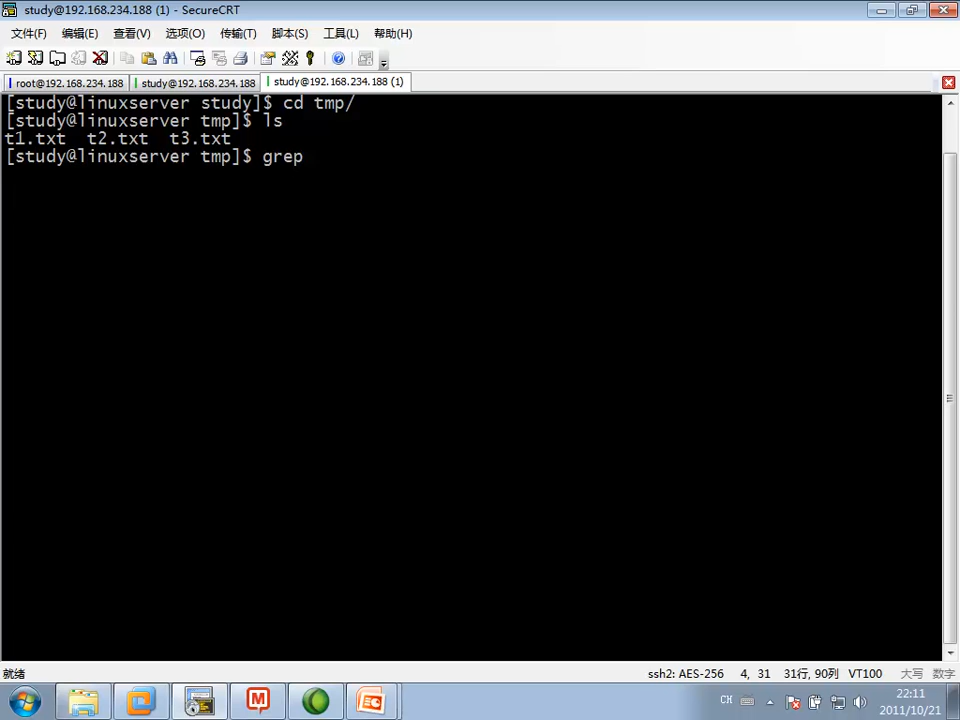 study@192.168.234.188 (1) - SecureCRT
文件(F) 编辑(E) 查看(V) 选项(O) 传输(T) 脚本(S) 工具(L) 帮助(H)
root@192.168.234.188 study@192.168.234.188 study@192.168.234.188 (1)
[study@linuxserver study]$ cd tmp/
[study@linuxserver tmp]$ ls
t1.txt  t2.txt  t3.txt
[study@linuxserver tmp]$ grep
就绪 ssh2: AES-256 4, 31 31行, 90列 VT100 大写 数字
CH 22:11
2011/10/21